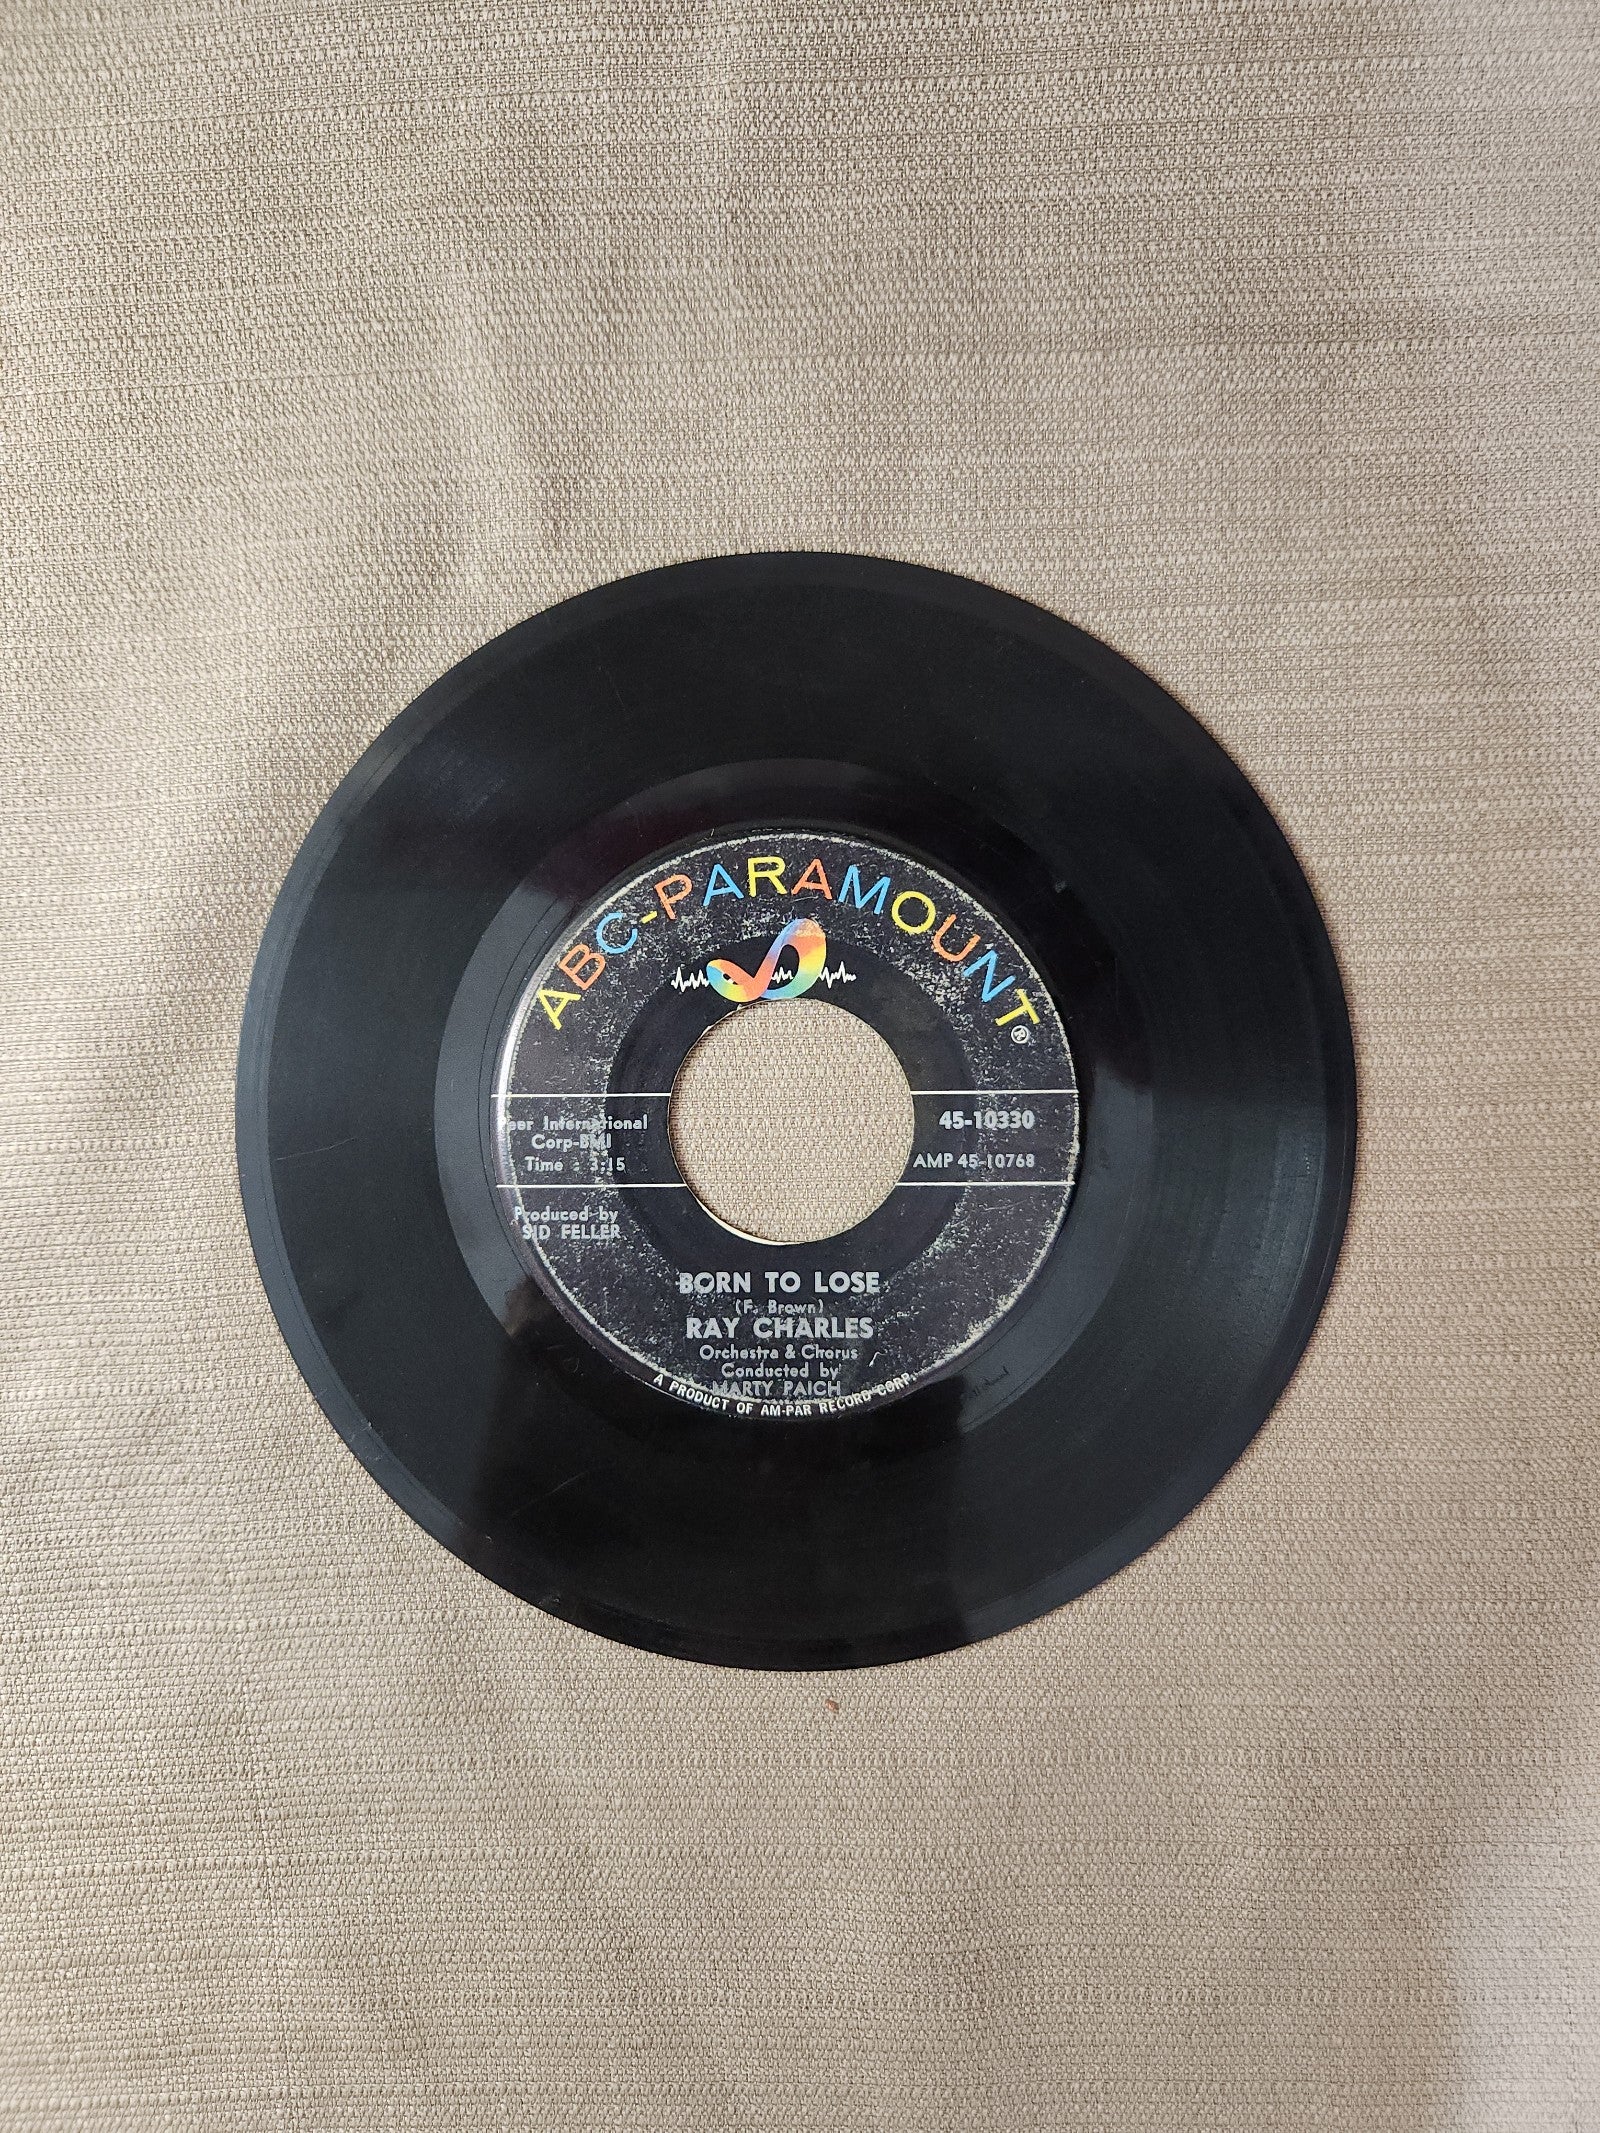 ABC-PARAMOUNT®
International
Corp-BMI
Time : 3:15
45-10330
AMP 45-10768
Produced by
SID FELLER
BORN TO LOSE
(F. Brown)
RAY CHARLES
Orchestra & Chorus
Conducted by
MARTY PAICH
A PRODUCT OF AM-PAR RECORD CORP.